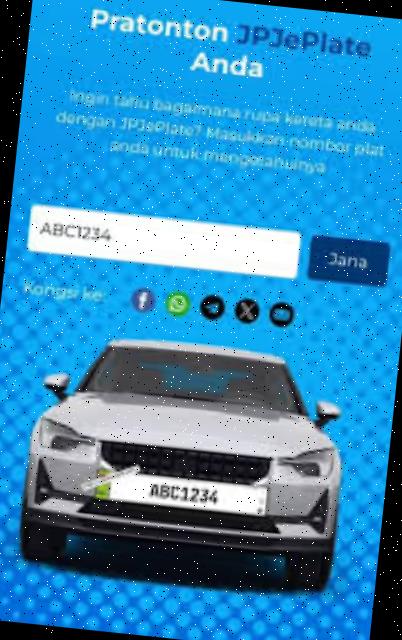 Pratonton JPJePlate
Anda
Ingin tahu bagaimana rupa kereta anda
dengan JPJePlate? Masukkan nombor plat
anda untuk mengetahuinya
ABC1234
Jana
Kongsi ke:
ABC1234